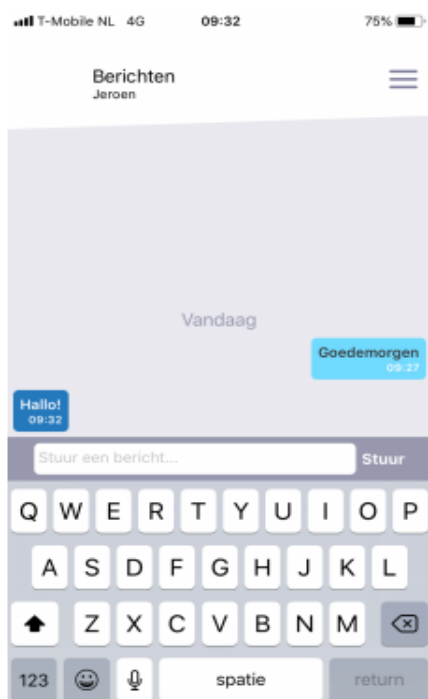 T-Mobile NL 4G 09:32 75%
Berichten
Jeroen
Vandaag
Goedemorgen
09:27
Hallo!
09:32
Stuur een bericht... Stuur
Q W E R T Y U I O P
A S D F G H J K L
Z X C V B N M
123 spatie return